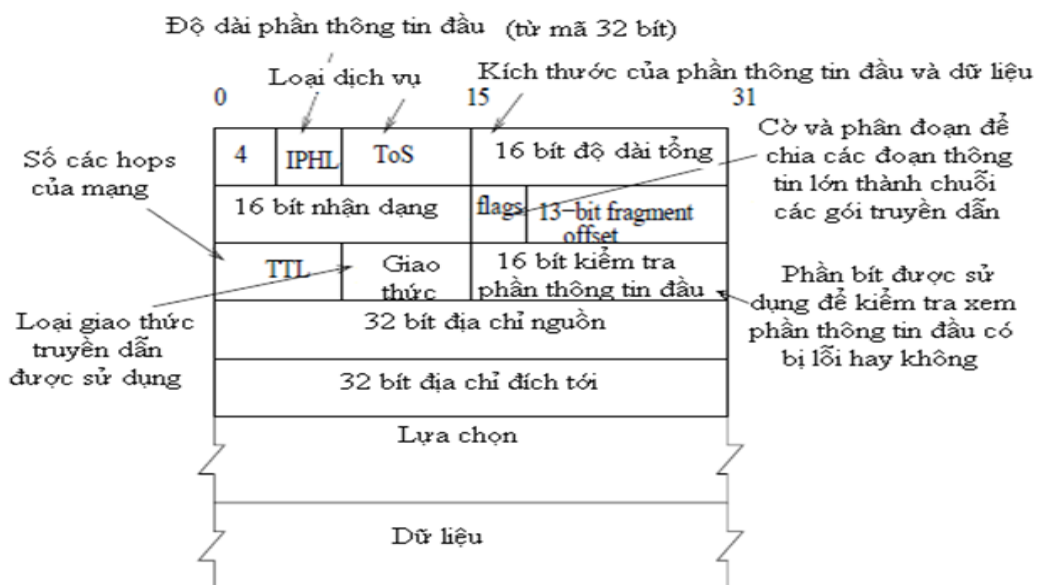 Độ dài phần thông tin đầu (từ mã 32 bít)
Loại dịch vụ
Kích thước của phần thông tin đầu và dữ liệu
0
15
31
Số các hops
của mạng
4
IPHL
ToS
16 bít độ dài tổng
Cờ và phân đoạn để
chia các đoạn thông
tin lớn thành chuỗi
các gói truyền dẫn
16 bít nhận dạng
flags
13-bit fragment
offset
TTL
Giao
thức
16 bít kiểm tra
phần thông tin đầu
Phần bít được sử
dụng để kiểm tra xem
phần thông tin đầu có
bị lỗi hay không
Loại giao thức
truyền dẫn
được sử dụng
32 bít địa chỉ nguồn
32 bít địa chỉ đích tới
Lựa chọn
Dữ liệu